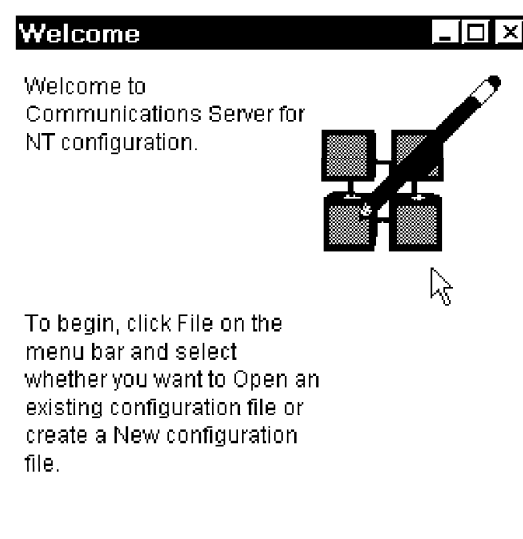 Welcome
Welcome to
Communications Server for
NT configuration.
To begin, click File on the
menu bar and select
whether you want to Open an
existing configuration file or
create a New configuration
file.